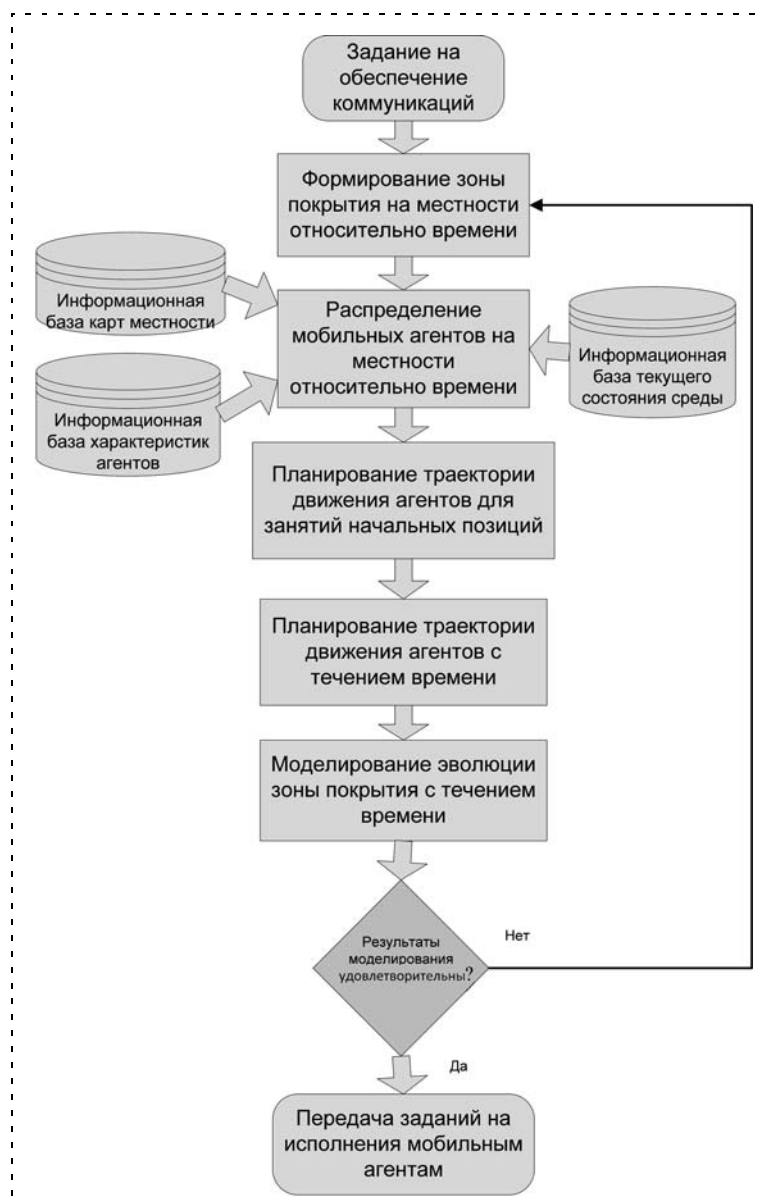 Задание на
обеспечение
коммуникаций
Формирование зоны
покрытия на местности
относительно времени
Информационная
база карт местности
Распределение
мобильных агентов на
местности
относительно времени
Информационная
база текущего
состояния среды
Информационная
база характеристик
агентов
Планирование траектории
движения агентов для
занятий начальных позиций
Планирование траектории
движения агентов с
течением времени
Моделирование эволюции
зоны покрытия с течением
времени
Результаты
моделирования
удовлетворительны?
Нет
Да
Передача заданий на
исполнения мобильным
агентам